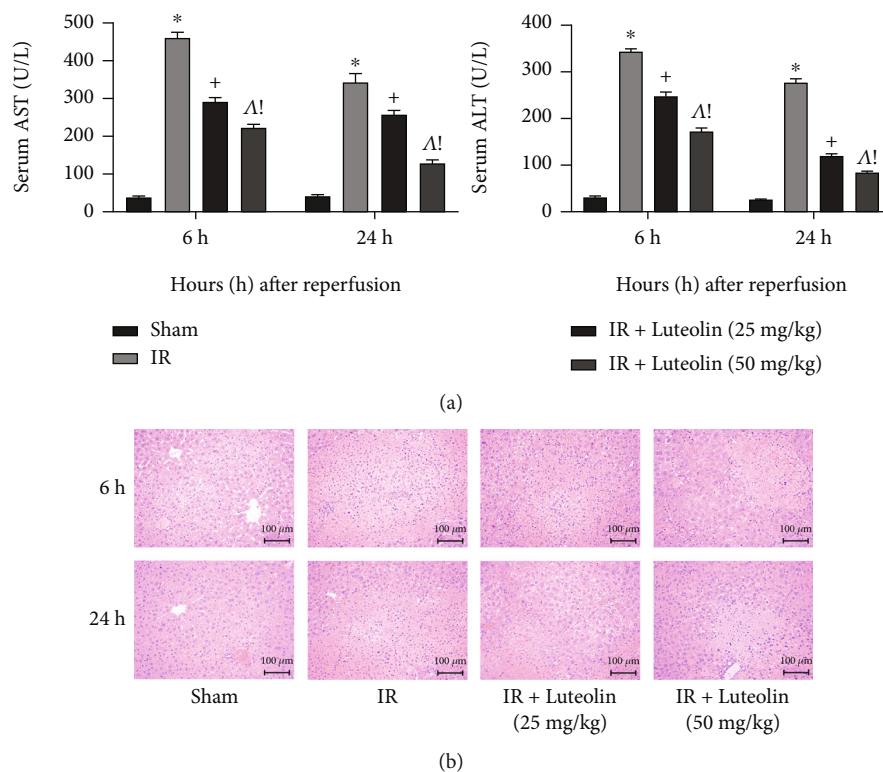 500
400
300
200
100
0
Serum AST (U/L)
*
+
Λ!
*
+
Λ!
6 h
24 h
Hours (h) after reperfusion
400
300
200
100
0
Serum ALT (U/L)
*
+
Λ!
*
+
Λ!
6 h
24 h
Hours (h) after reperfusion
Sham
IR
IR + Luteolin (25 mg/kg)
IR + Luteolin (50 mg/kg)
(a)
6 h
100 μm
100 μm
100 μm
100 μm
24 h
100 μm
100 μm
100 μm
100 μm
Sham
IR
IR + Luteolin
(25 mg/kg)
IR + Luteolin
(50 mg/kg)
(b)